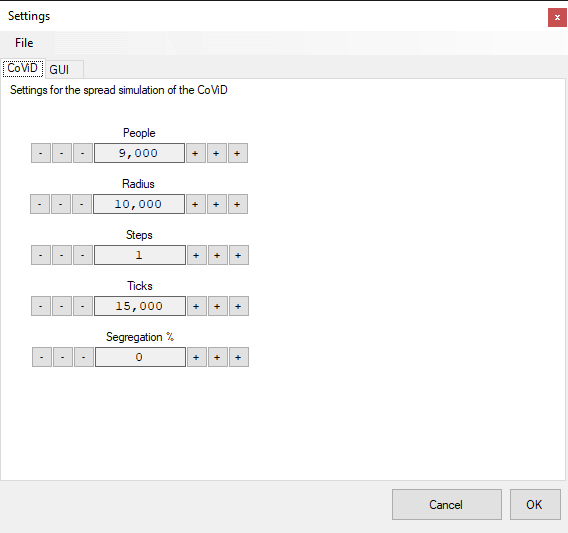 Settings
x
File
CoViD GUI
Settings for the spread simulation of the CoViD
People
- - - 9,000 + + +
Radius
- - - 10,000 + + +
Steps
- - - 1 + + +
Ticks
- - - 15,000 + + +
Segregation %
- - - 0 + + +
Cancel OK